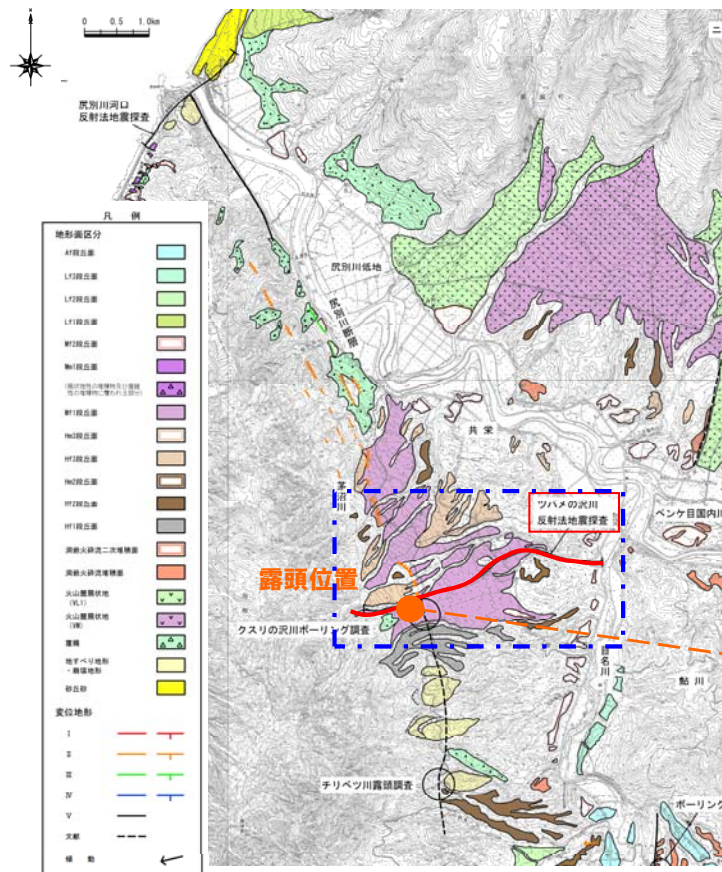 0 0.5 1.0km
ニ
尻別川河口
反射法地震探査
凡 例
地形面区分
Af段丘面
Lf3段丘面
Lf2段丘面
Lf1段丘面
Mf2段丘面
Mm1段丘面
Mf1段丘面
Hm3段丘面
Hf3段丘面
Hm2段丘面
Hf2段丘面
Hf1段丘面
洞爺火砕流二次堆積面
洞爺火砕流堆積面
火山麓扇状地
(VL1)
火山麓扇状地
(VM)
崖錐
地すべり地形
・崩壊地形
砂丘砂
変位地形
Ⅰ
Ⅱ
Ⅲ
Ⅳ
Ⅴ
文献
傾 動
尻別川低地
尻別川断層
共栄
茅沼川
ツバメの沢川
反射法地震探査
ペンケ目国内川
露頭位置
クスリの沢川ボーリング調査
目名川
鮎川
チリベツ川露頭調査
ボーリング